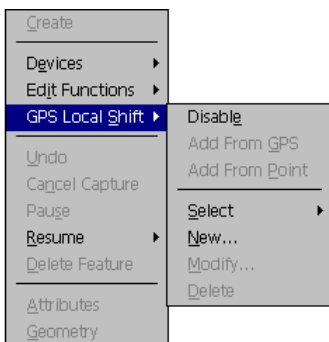 Create
Devices
Edit Functions
GPS Local Shift
Undo
Cancel Capture
Pause
Resume
Delete Feature
Attributes
Geometry
Disable
Add From GPS
Add From Point
Select
New...
Modify...
Delete